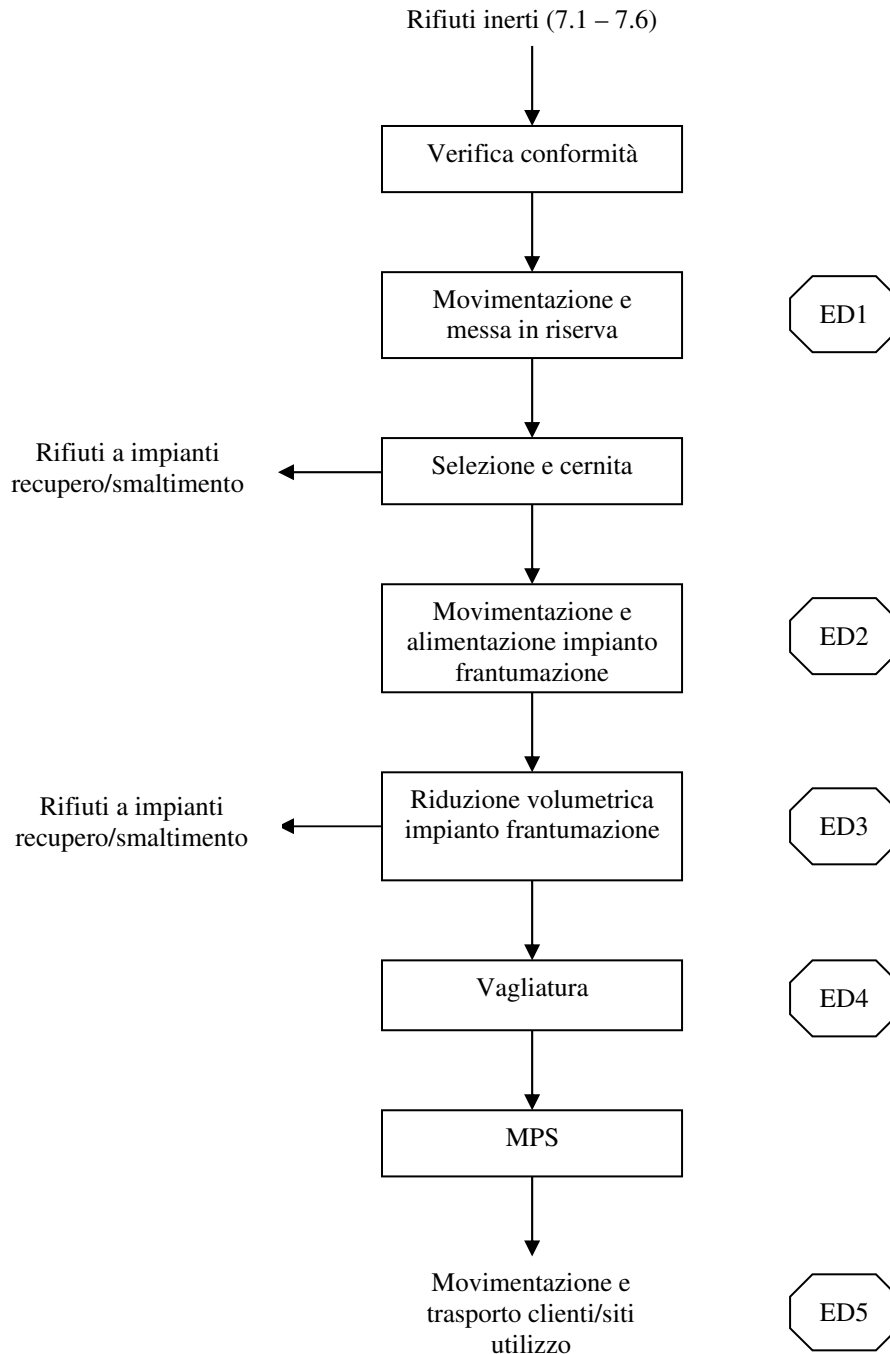 Rifiuti inerti (7.1 – 7.6)
Verifica conformità
Movimentazione e
messa in riserva
ED1
Rifiuti a impianti
recupero/smaltimento
Selezione e cernita
Movimentazione e
alimentazione impianto
frantumazione
ED2
Rifiuti a impianti
recupero/smaltimento
Riduzione volumetrica
impianto frantumazione
ED3
Vagliatura
ED4
MPS
Movimentazione e
trasporto clienti/siti
utilizzo
ED5